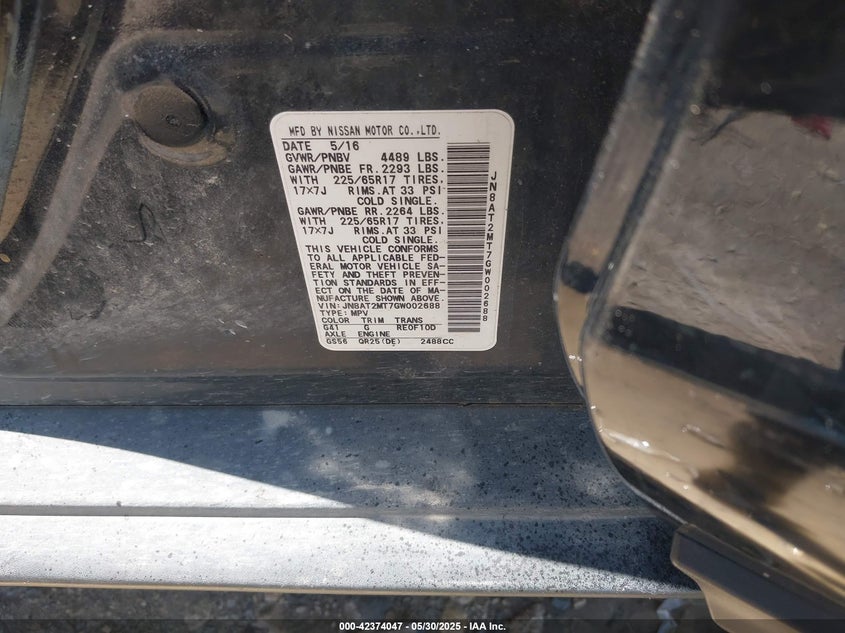 MFD BY NISSAN MOTOR CO.,LTD.
DATE 5/16
GVWR/PNBV 4489 LBS.
GAWR/PNBE FR. 2293 LBS.
WITH 225/65R17 TIRES.
17×7J RIMS.AT 33 PSI
COLD SINGLE.
GAWR/PNBE RR. 2264 LBS.
WITH 225/65R17 TIRES.
17×7J RIMS.AT 33 PSI
COLD SINGLE.
THIS VEHICLE CONFORMS
TO ALL APPLICABLE FED-
ERAL MOTOR VEHICLE SA-
FETY AND THEFT PREVEN-
TION STANDARDS IN EFF-
ECT ON THE DATE OF MA-
NUFACTURE SHOWN ABOVE.
VIN: JN8AT2MT7GW002688
TYPE: MPV
COLOR TRIM TRANS
G41 G RE0F10D
AXLE ENGINE
GS56 QR25(DE) 2488CC
JN8AT2MT7GW002688
000-42374047 - 05/30/2025 - IAA Inc.